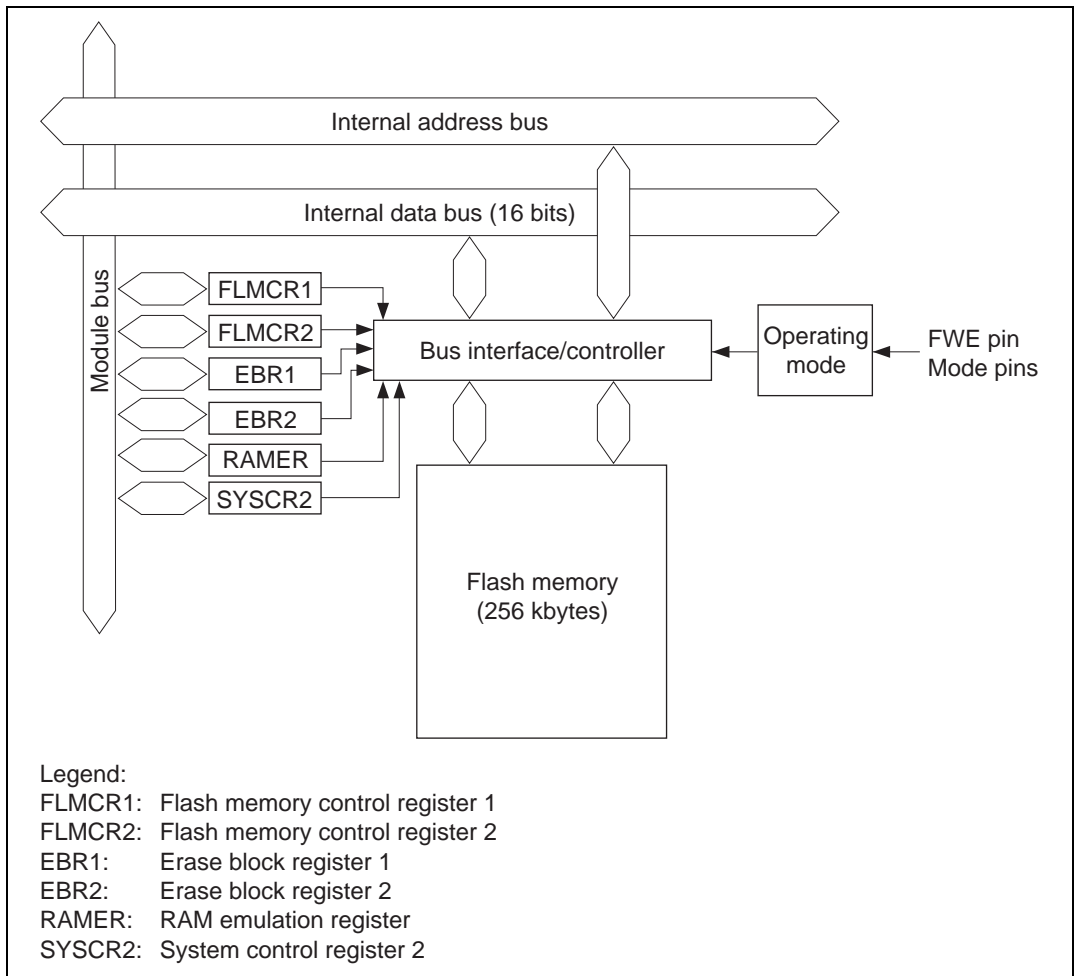 Internal address bus
Internal data bus (16 bits)
Module bus
FLMCR1
FLMCR2
EBR1
EBR2
RAMER
SYSCR2
Bus interface/controller
Operating
mode
FWE pin
Mode pins
Flash memory
(256 kbytes)
Legend:
FLMCR1: Flash memory control register 1
FLMCR2: Flash memory control register 2
EBR1: Erase block register 1
EBR2: Erase block register 2
RAMER: RAM emulation register
SYSCR2: System control register 2